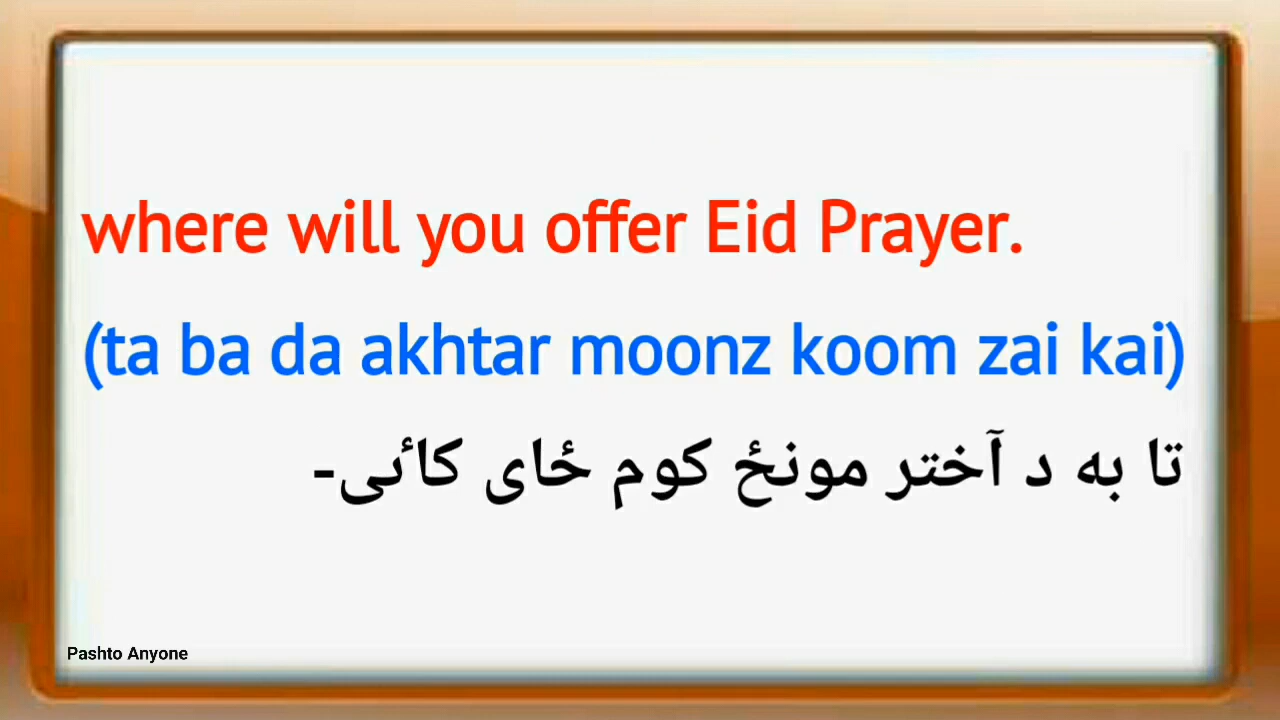 where will you offer Eid Prayer.
(ta ba da akhtar moonz koom zai kai)
تا به د آختر مونځ کوم ځای کائی-
Pashto Anyone